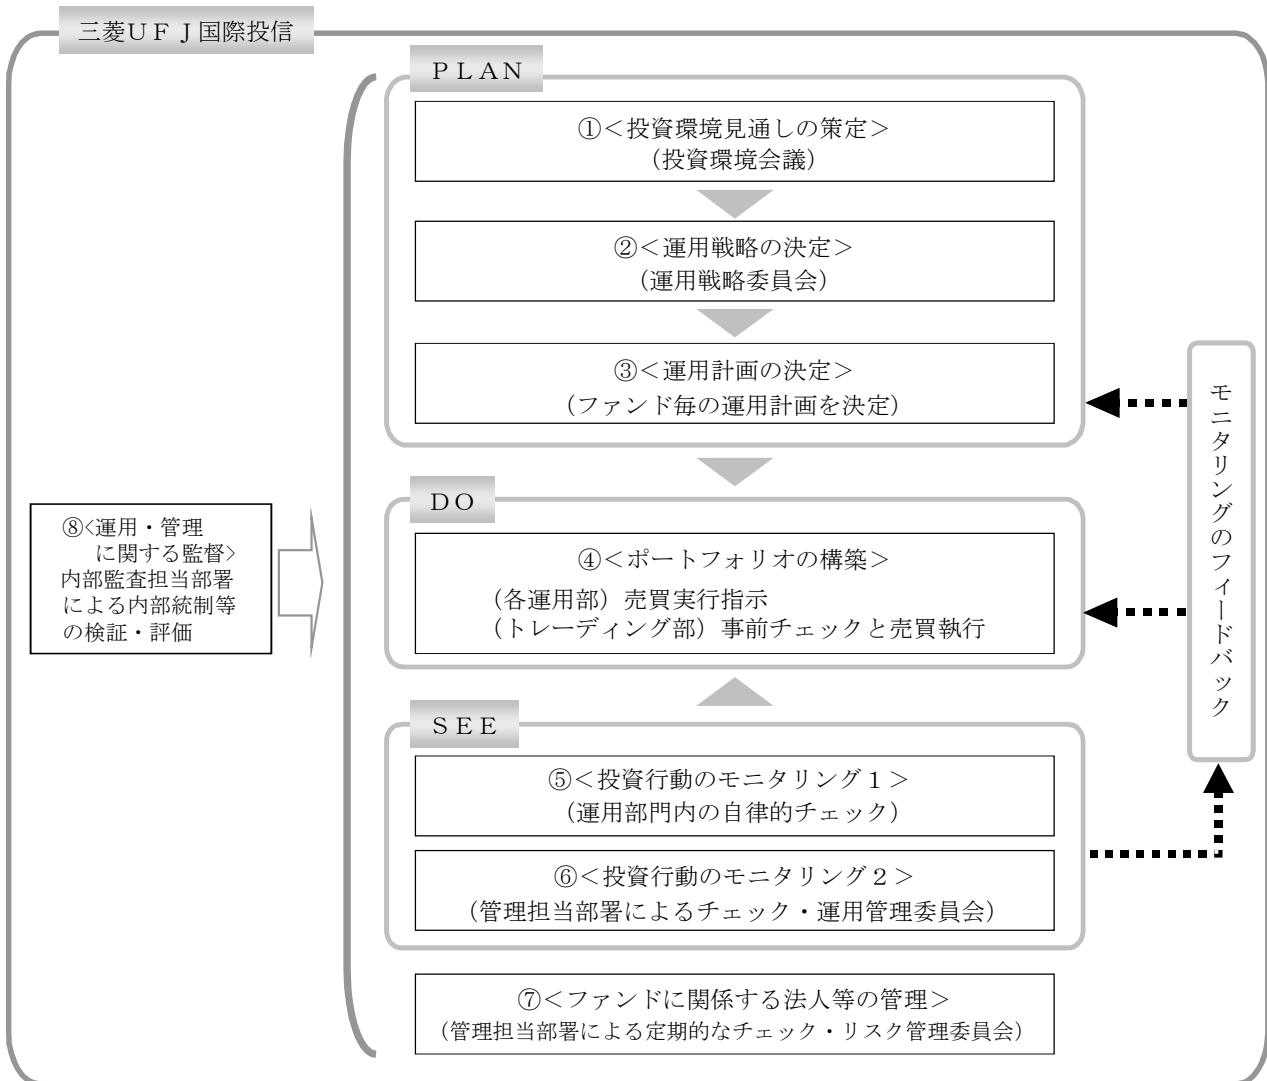 三菱ＵＦＪ国際投信
ＰＬＡＮ
①＜投資環境見通しの策定＞
（投資環境会議）
②＜運用戦略の決定＞
（運用戦略委員会）
③＜運用計画の決定＞
（ファンド毎の運用計画を決定）
ＤＯ
④＜ポートフォリオの構築＞
（各運用部）売買実行指示
（トレーディング部）事前チェックと売買執行
ＳＥＥ
⑤＜投資行動のモニタリング１＞
（運用部門内の自律的チェック）
⑥＜投資行動のモニタリング２＞
（管理担当部署によるチェック・運用管理委員会）
⑦＜ファンドに関係する法人等の管理＞
（管理担当部署による定期的なチェック・リスク管理委員会）
⑧<運用・管理
に関する監督>
内部監査担当部署
による内部統制等
の検証・評価
モニタリングのフィードバック